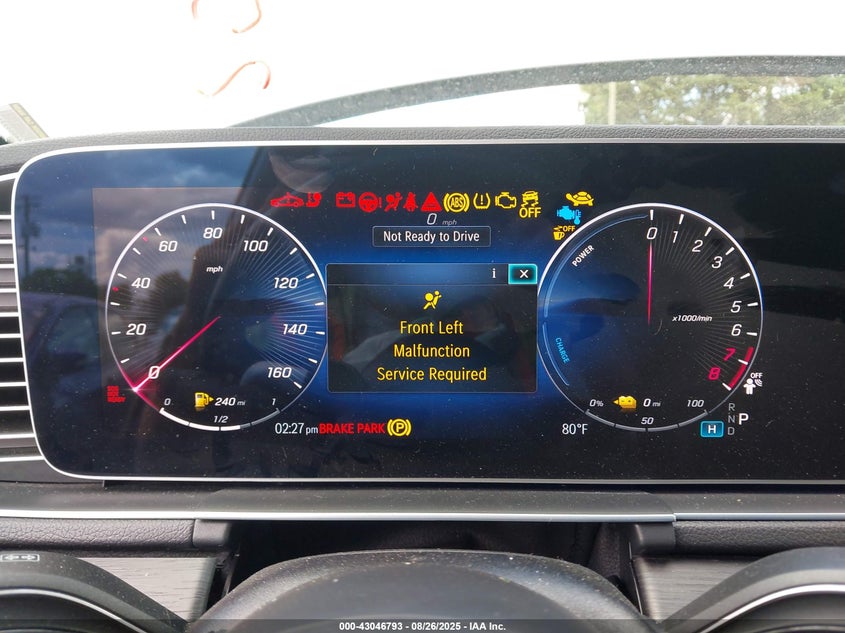 ABS
OFF
OFF
0 mph
Not Ready to Drive
i ×
Front Left
Malfunction
Service Required
0 20 40 60 80 100 120 140 160
mph
240 mi
0 1/2 1
POWER
CHARGE
0 1 2 3 4 5 6 7 8
x1000/min
0 mi
0% 50 100
OFF
02:27 pm BRAKE PARK P
80°F
H
R
N
D
P
000-43046793 - 08/26/2025 - IAA Inc.